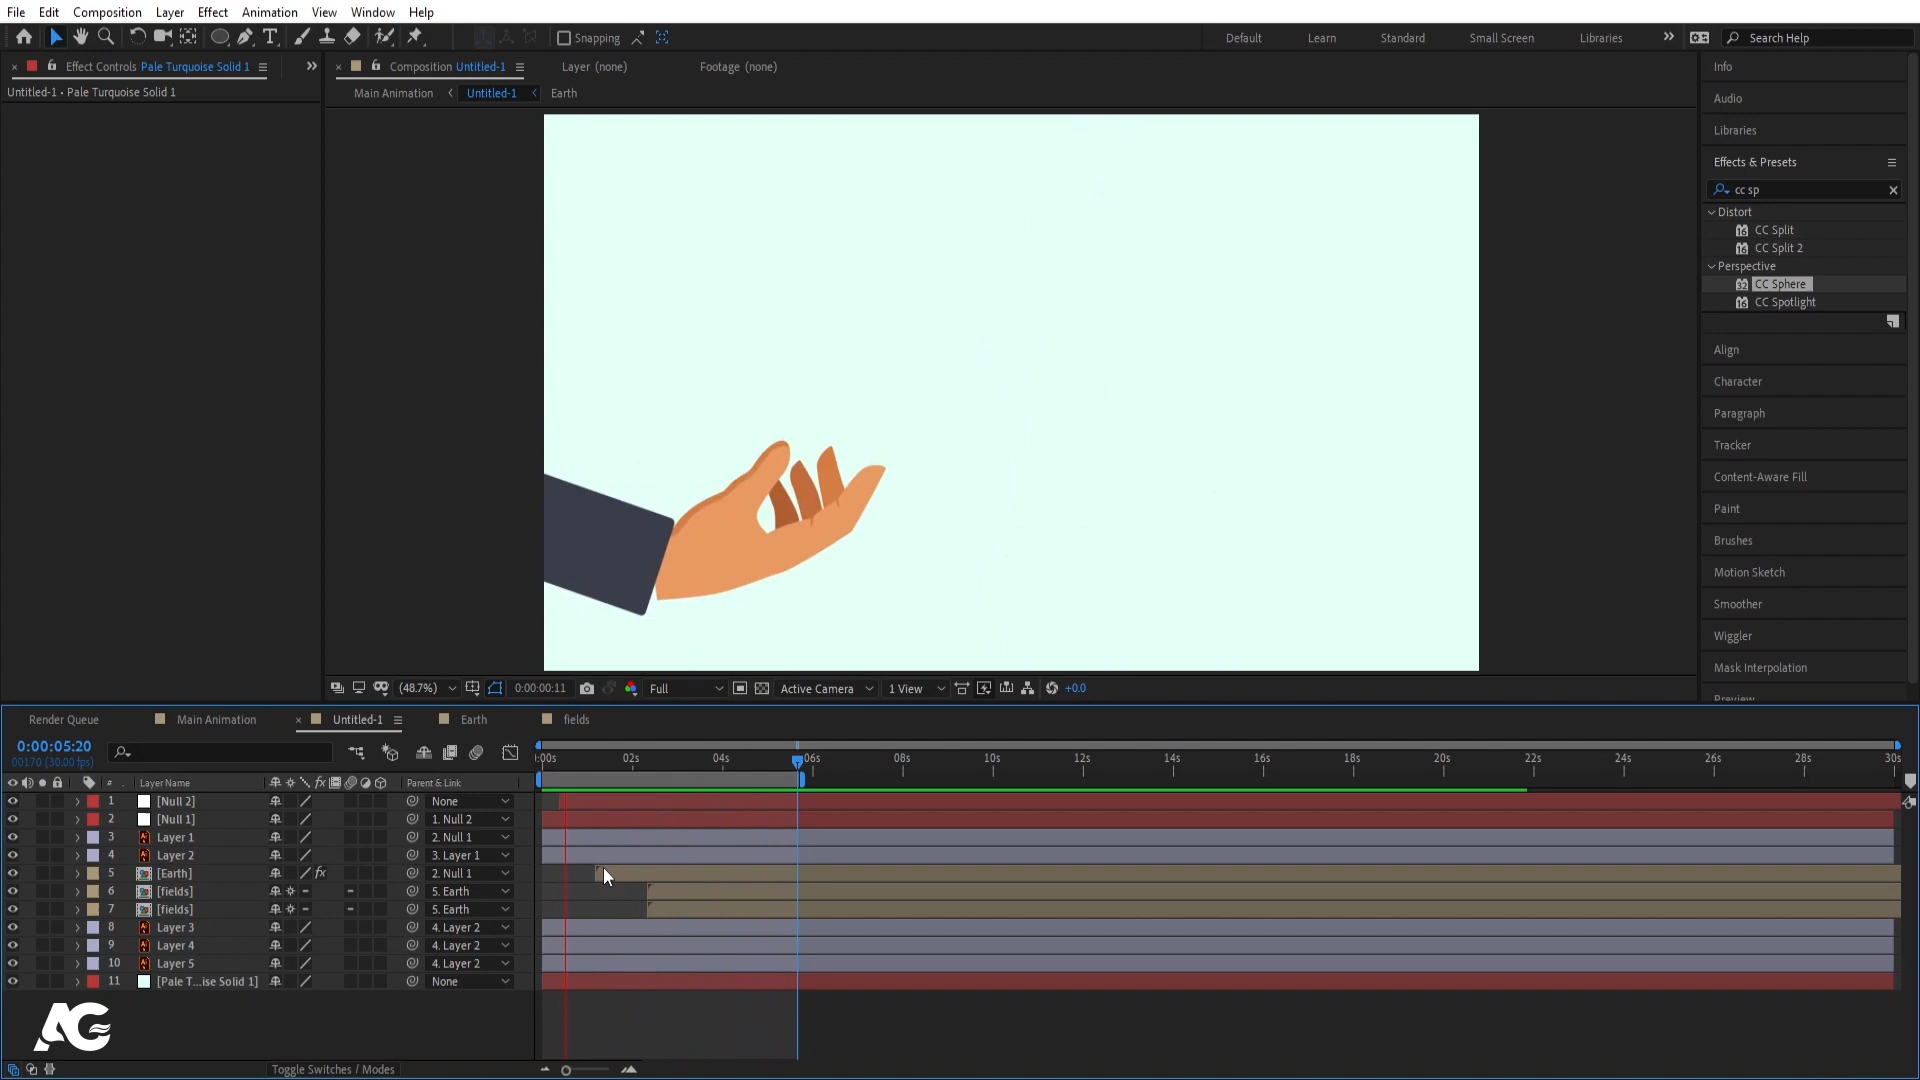 File Edit Composition Layer Effect Animation View Window Help
Snapping
Default Learn Standard Small Screen Libraries Search Help
Effect Controls Pale Turquoise Solid 1
Untitled-1 • Pale Turquoise Solid 1
Composition Untitled-1 Layer (none) Footage (none)
Main Animation Untitled-1 Earth
Info
Audio
Libraries
Effects & Presets
cc sp
Distort
CC Split
CC Split 2
Perspective
CC Sphere
CC Spotlight
Align
Character
Paragraph
Tracker
Content-Aware Fill
Paint
Brushes
Motion Sketch
Smoother
Wiggler
Mask Interpolation
Preview
(48.7%) 0:00:00:11 Full Active Camera 1 View +0.0
Render Queue Main Animation Untitled-1 Earth fields
0:00:05:20
00170 (30.00 fps)
:00s 02s 04s 06s 08s 10s 12s 14s 16s 18s 20s 22s 24s 26s 28s 30s
# Layer Name fx Parent & Link
1 [Null 2] None
2 [Null 1] 1. Null 2
3 Layer 1 2. Null 1
4 Layer 2 3. Layer 1
5 [Earth] fx 2. Null 1
6 [fields] 5. Earth
7 [fields] 5. Earth
8 Layer 3 4. Layer 2
9 Layer 4 4. Layer 2
10 Layer 5 4. Layer 2
11 [Pale T...ise Solid 1] None
AG
Toggle Switches / Modes